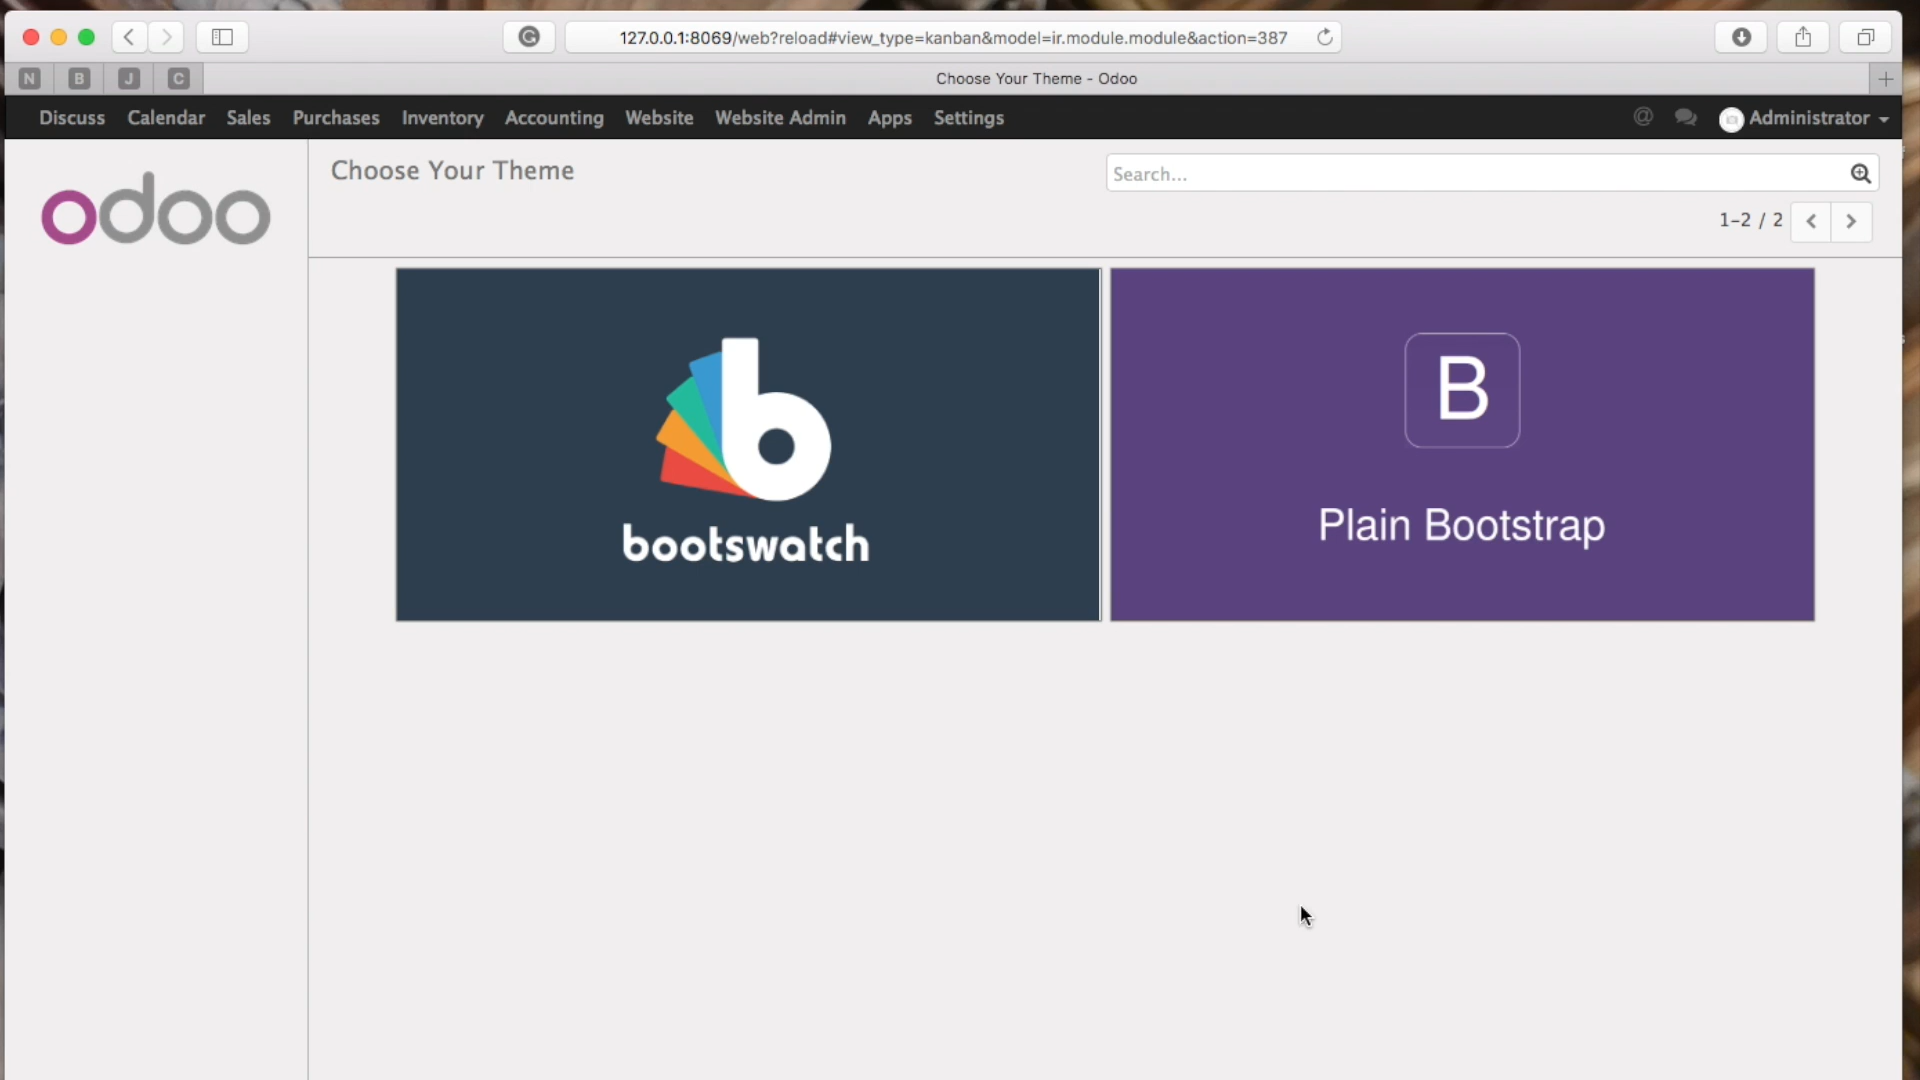 127.0.0.1:8069/web?reload#view_type=kanban&model=ir.module.module&action=387
N B J C Choose Your Theme - Odoo
Discuss Calendar Sales Purchases Inventory Accounting Website Website Admin Apps Settings @ Administrator
odoo
Choose Your Theme
Search...
1-2 / 2
b
bootswatch
B
Plain Bootstrap